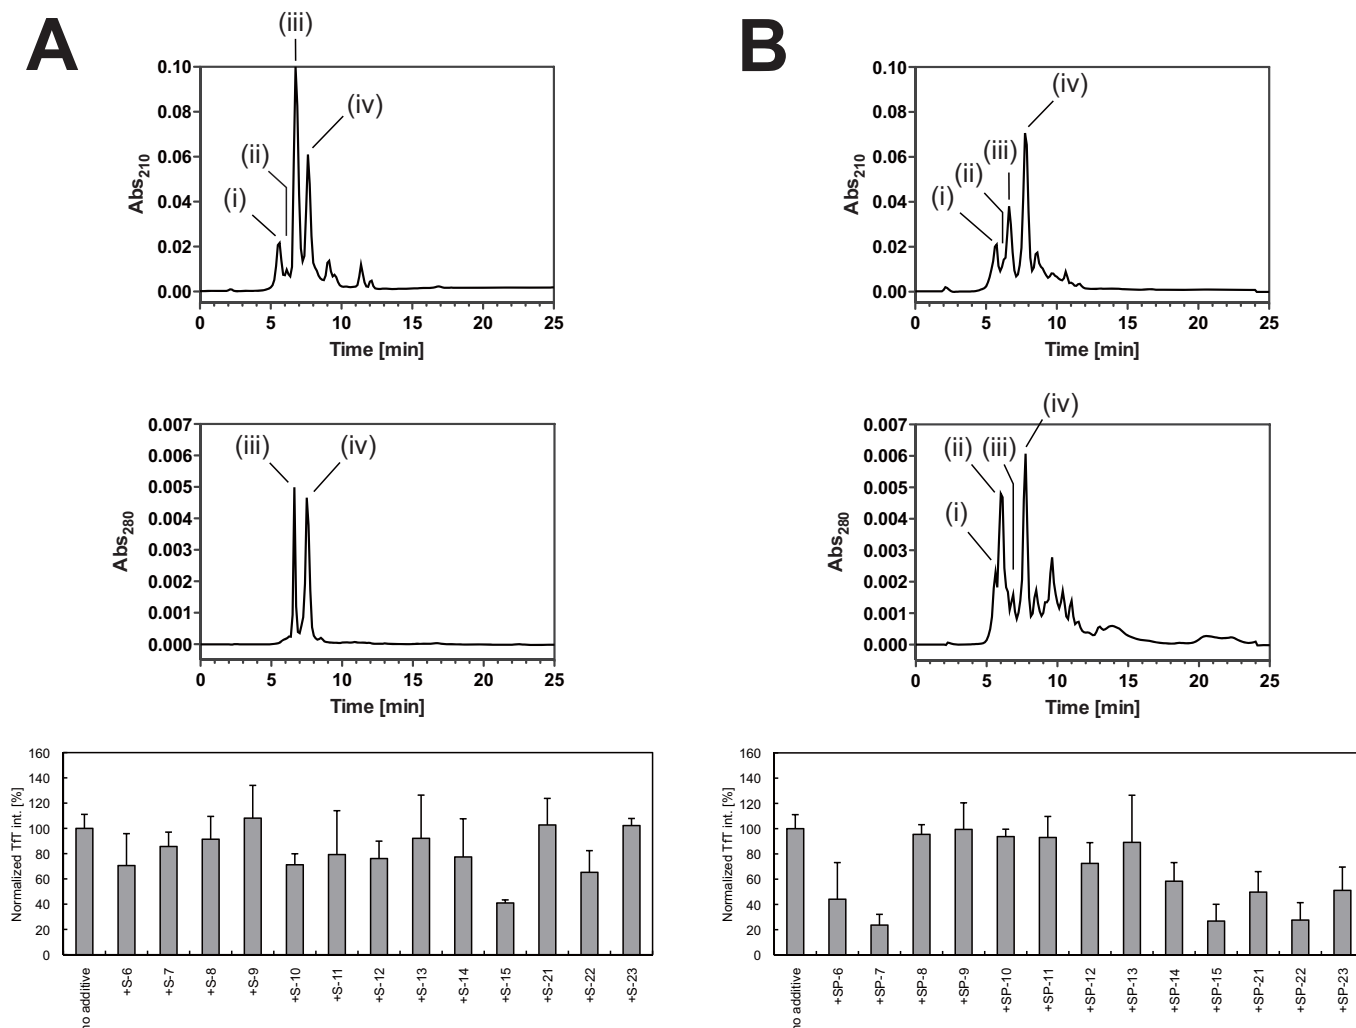 A
(iii)
(iv)
(ii)
(i)
0.10
0.08
0.06
0.04
0.02
0.00
Abs210
0 5 10 15 20 25
Time [min]
B
(iv)
(iii)
(ii)
(i)
0.10
0.08
0.06
0.04
0.02
0.00
Abs210
0 5 10 15 20 25
Time [min]
(iii) (iv)
0.007
0.006
0.005
0.004
0.003
0.002
0.001
0.000
Abs280
0 5 10 15 20 25
Time [min]
(iv)
(ii) (iii)
(i)
0.007
0.006
0.005
0.004
0.003
0.002
0.001
0.000
Abs280
0 5 10 15 20 25
Time [min]
160
140
120
100
80
60
40
20
0
Normalized TfT int. [%]
no additive +S-6 +S-7 +S-8 +S-9 +S-10 +S-11 +S-12 +S-13 +S-14 +S-15 +S-21 +S-22 +S-23
160
140
120
100
80
60
40
20
0
Normalized TfT int. [%]
no additive +SP-6 +SP-7 +SP-8 +SP-9 +SP-10 +SP-11 +SP-12 +SP-13 +SP-14 +SP-15 +SP-21 +SP-22 +SP-23